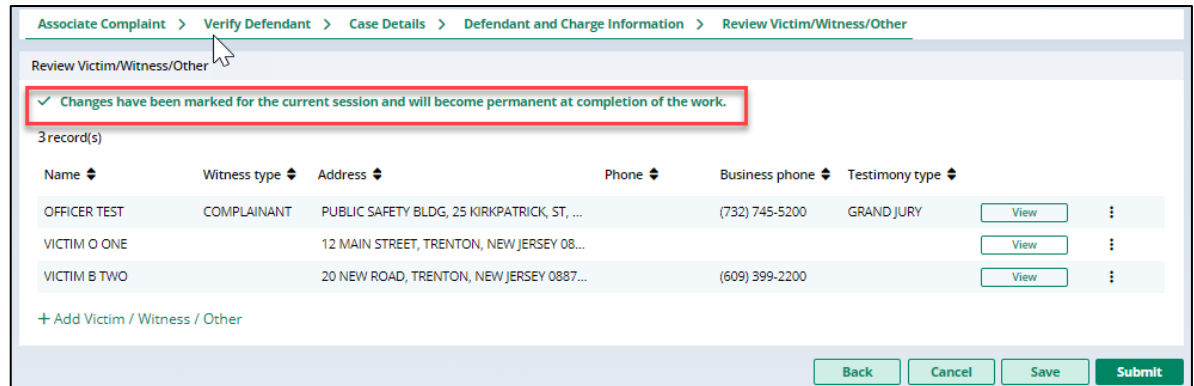 Associate Complaint > Verify Defendant > Case Details > Defendant and Charge Information > Review Victim/Witness/Other
Review Victim/Witness/Other
✓ Changes have been marked for the current session and will become permanent at completion of the work.
3 record(s)
Name Witness type Address Phone Business phone Testimony type
OFFICER TEST COMPLAINANT PUBLIC SAFETY BLDG, 25 KIRKPATRICK, ST, ... (732) 745-5200 GRAND JURY View
VICTIM O ONE 12 MAIN STREET, TRENTON, NEW JERSEY 08... View
VICTIM B TWO 20 NEW ROAD, TRENTON, NEW JERSEY 0887... (609) 399-2200 View
+ Add Victim / Witness / Other
Back Cancel Save Submit